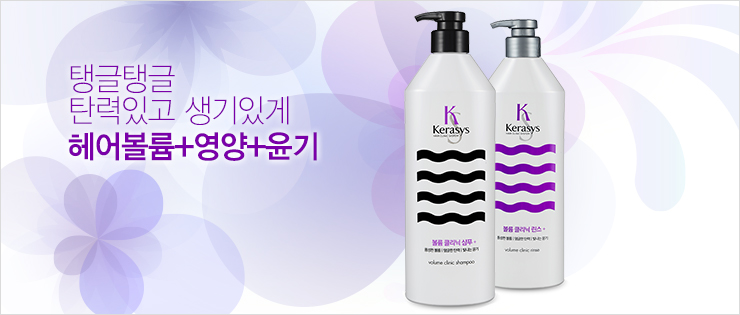 탱글탱글
탄력있고 생기있게
헤어볼륨+영양+윤기
KS
Kerasys
볼륨 클리닉 샴푸+
volume clinic shampoo
KS
Kerasys
볼륨 클리닉 린스+
volume clinic rinse